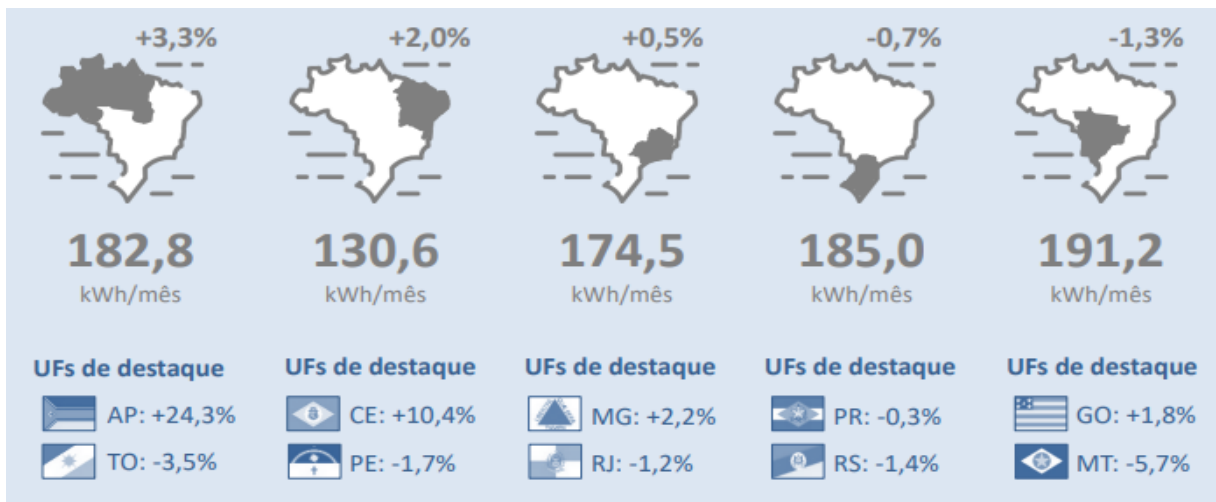 +3,3%
+2,0%
+0,5%
-0,7%
-1,3%
182,8
130,6
174,5
185,0
191,2
kWh/mês
kWh/mês
kWh/mês
kWh/mês
kWh/mês
UFs de destaque
UFs de destaque
UFs de destaque
UFs de destaque
UFs de destaque
AP: +24,3%
CE: +10,4%
MG: +2,2%
PR: -0,3%
GO: +1,8%
TO: -3,5%
PE: -1,7%
RJ: -1,2%
RS: -1,4%
MT: -5,7%